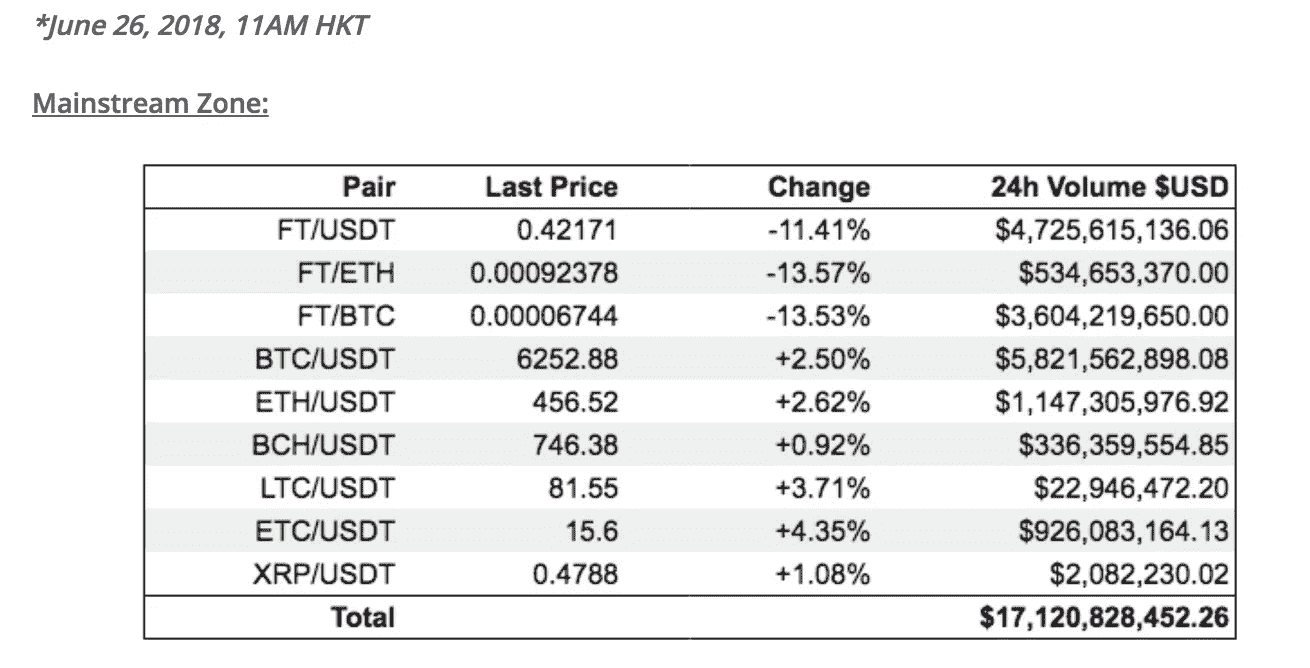 *June 26, 2018, 11AM HKT
Mainstream Zone:
Pair Last Price Change 24h Volume $USD
FT/USDT 0.42171 -11.41% $4,725,615,136.06
FT/ETH 0.00092378 -13.57% $534,653,370.00
FT/BTC 0.00006744 -13.53% $3,604,219,650.00
BTC/USDT 6252.88 +2.50% $5,821,562,898.08
ETH/USDT 456.52 +2.62% $1,147,305,976.92
BCH/USDT 746.38 +0.92% $336,359,554.85
LTC/USDT 81.55 +3.71% $22,946,472.20
ETC/USDT 15.6 +4.35% $926,083,164.13
XRP/USDT 0.4788 +1.08% $2,082,230.02
Total $17,120,828,452.26